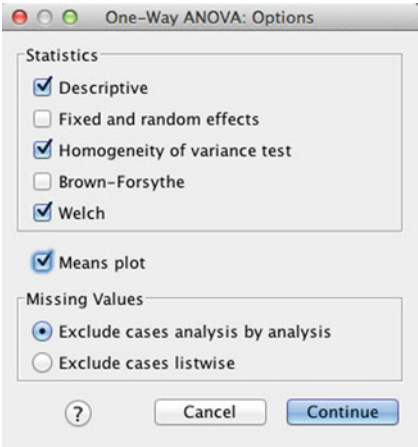 One-Way ANOVA: Options
Statistics
Descriptive
Fixed and random effects
Homogeneity of variance test
Brown-Forsythe
Welch
Means plot
Missing Values
Exclude cases analysis by analysis
Exclude cases listwise
?
Cancel
Continue